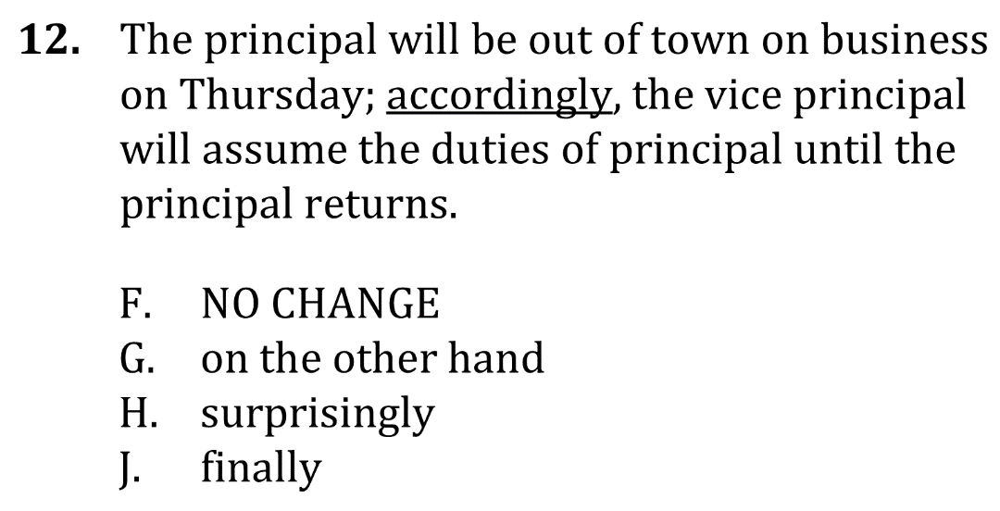 12. The principal will be out of town on business
on Thursday; accordingly, the vice principal
will assume the duties of principal until the
principal returns.
F. NO CHANGE
G. on the other hand
H. surprisingly
J. finally